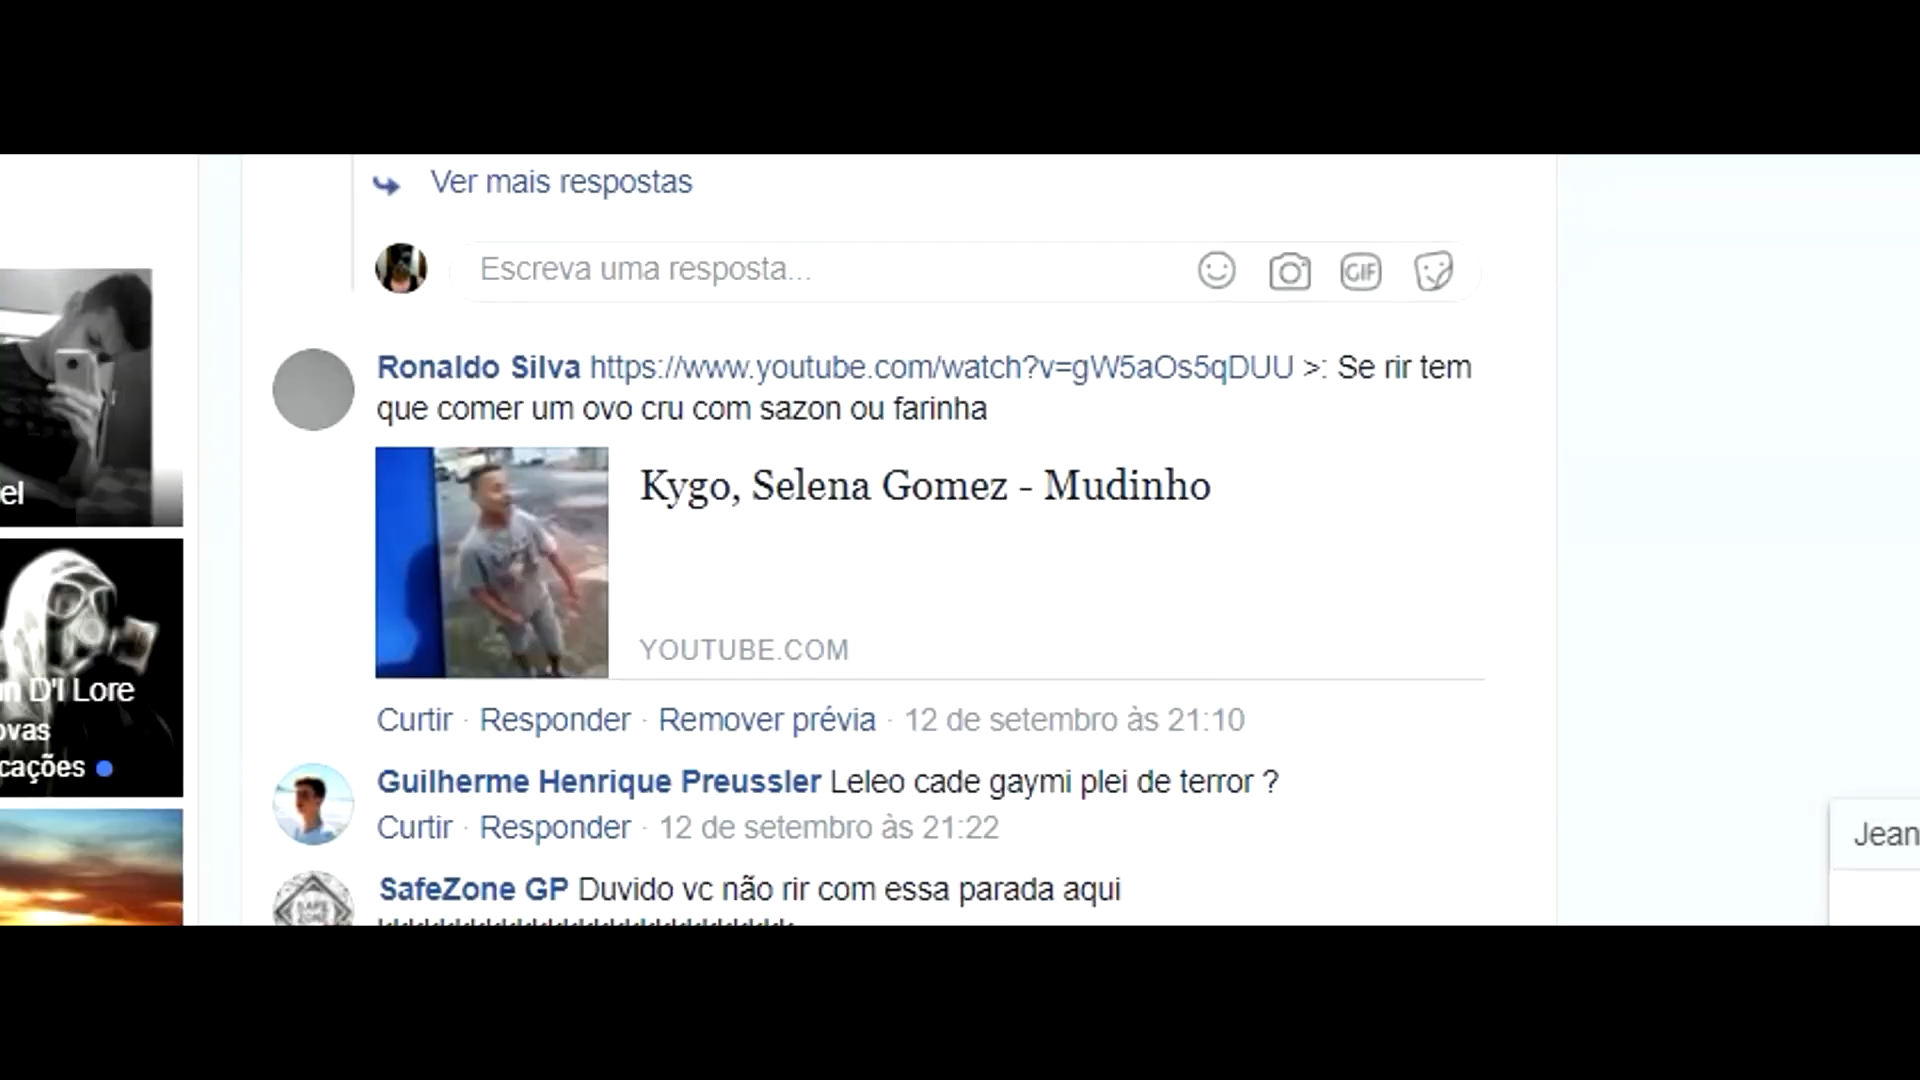 Ver mais respostas
Escreva uma resposta...
GIF
Ronaldo Silva https://www.youtube.com/watch?v=gW5aOs5qDUU >: Se rir tem
que comer um ovo cru com sazon ou farinha
Kygo, Selena Gomez - Mudinho
YOUTUBE.COM
Curtir · Responder · Remover prévia · 12 de setembro às 21:10
Guilherme Henrique Preussler Leleo cade gaymi plei de terror ?
Curtir · Responder · 12 de setembro às 21:22
SafeZone GP Duvido vc não rir com essa parada aqui
SAFE
ZONE
el
n D'I Lore
ovas
cações
Jean